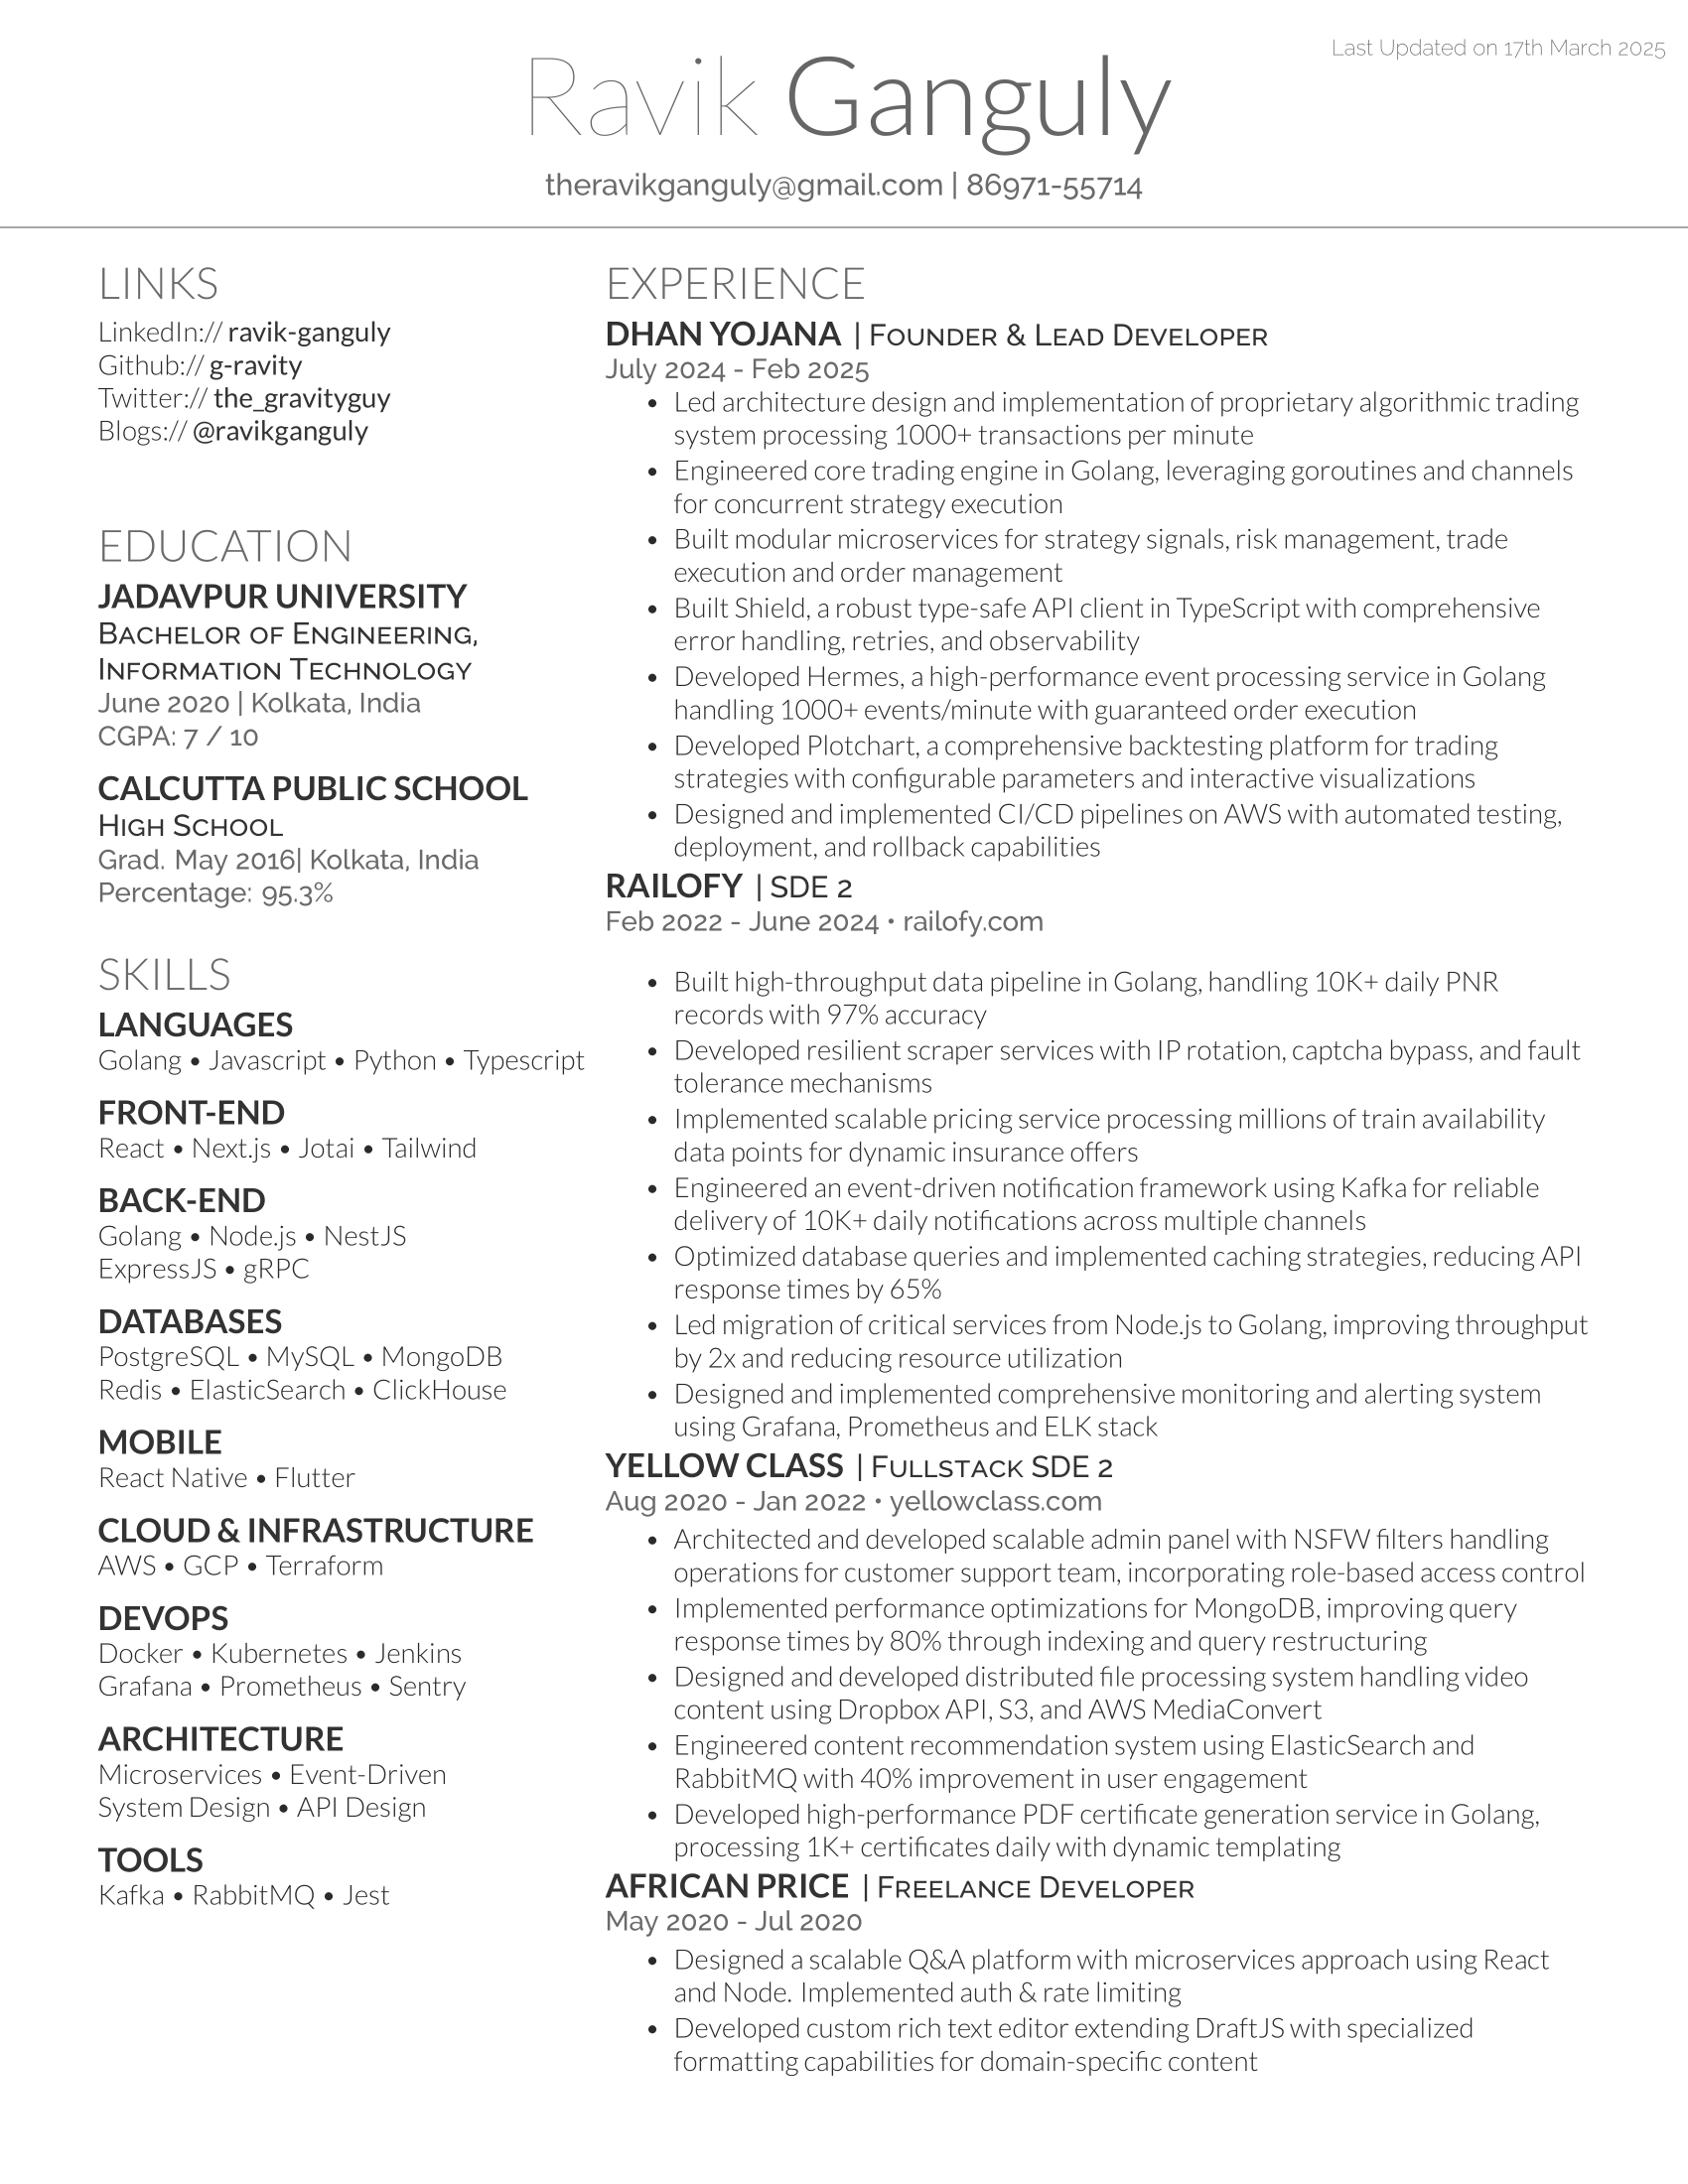 Last Updated on 17th March 2025
Ravik Ganguly
theravikganguly@gmail.com | 86971-55714
LINKS
LinkedIn:// ravik-ganguly
Github:// g-ravity
Twitter:// the_gravityguy
Blogs:// @ravikganguly
EDUCATION
JADAVPUR UNIVERSITY
Bachelor of Engineering,
Information Technology
June 2020 | Kolkata, India
CGPA: 7 / 10
CALCUTTA PUBLIC SCHOOL
High School
Grad. May 2016| Kolkata, India
Percentage: 95.3%
SKILLS
LANGUAGES
Golang • Javascript • Python • Typescript
FRONT-END
React • Next.js • Jotai • Tailwind
BACK-END
Golang • Node.js • NestJS
ExpressJS • gRPC
DATABASES
PostgreSQL • MySQL • MongoDB
Redis • ElasticSearch • ClickHouse
MOBILE
React Native • Flutter
CLOUD & INFRASTRUCTURE
AWS • GCP • Terraform
DEVOPS
Docker • Kubernetes • Jenkins
Grafana • Prometheus • Sentry
ARCHITECTURE
Microservices • Event-Driven
System Design • API Design
TOOLS
Kafka • RabbitMQ • Jest
EXPERIENCE
DHAN YOJANA | Founder & Lead Developer
July 2024 - Feb 2025
• Led architecture design and implementation of proprietary algorithmic trading
system processing 1000+ transactions per minute
• Engineered core trading engine in Golang, leveraging goroutines and channels
for concurrent strategy execution
• Built modular microservices for strategy signals, risk management, trade
execution and order management
• Built Shield, a robust type-safe API client in TypeScript with comprehensive
error handling, retries, and observability
• Developed Hermes, a high-performance event processing service in Golang
handling 1000+ events/minute with guaranteed order execution
• Developed Plotchart, a comprehensive backtesting platform for trading
strategies with configurable parameters and interactive visualizations
• Designed and implemented CI/CD pipelines on AWS with automated testing,
deployment, and rollback capabilities
RAILOFY | SDE 2
Feb 2022 - June 2024 • railofy.com
• Built high-throughput data pipeline in Golang, handling 10K+ daily PNR
records with 97% accuracy
• Developed resilient scraper services with IP rotation, captcha bypass, and fault
tolerance mechanisms
• Implemented scalable pricing service processing millions of train availability
data points for dynamic insurance offers
• Engineered an event-driven notification framework using Kafka for reliable
delivery of 10K+ daily notifications across multiple channels
• Optimized database queries and implemented caching strategies, reducing API
response times by 65%
• Led migration of critical services from Node.js to Golang, improving throughput
by 2x and reducing resource utilization
• Designed and implemented comprehensive monitoring and alerting system
using Grafana, Prometheus and ELK stack
YELLOW CLASS | Fullstack SDE 2
Aug 2020 - Jan 2022 • yellowclass.com
• Architected and developed scalable admin panel with NSFW filters handling
operations for customer support team, incorporating role-based access control
• Implemented performance optimizations for MongoDB, improving query
response times by 80% through indexing and query restructuring
• Designed and developed distributed file processing system handling video
content using Dropbox API, S3, and AWS MediaConvert
• Engineered content recommendation system using ElasticSearch and
RabbitMQ with 40% improvement in user engagement
• Developed high-performance PDF certificate generation service in Golang,
processing 1K+ certificates daily with dynamic templating
AFRICAN PRICE | Freelance Developer
May 2020 - Jul 2020
• Designed a scalable Q&A platform with microservices approach using React
and Node. Implemented auth & rate limiting
• Developed custom rich text editor extending DraftJS with specialized
formatting capabilities for domain-specific content